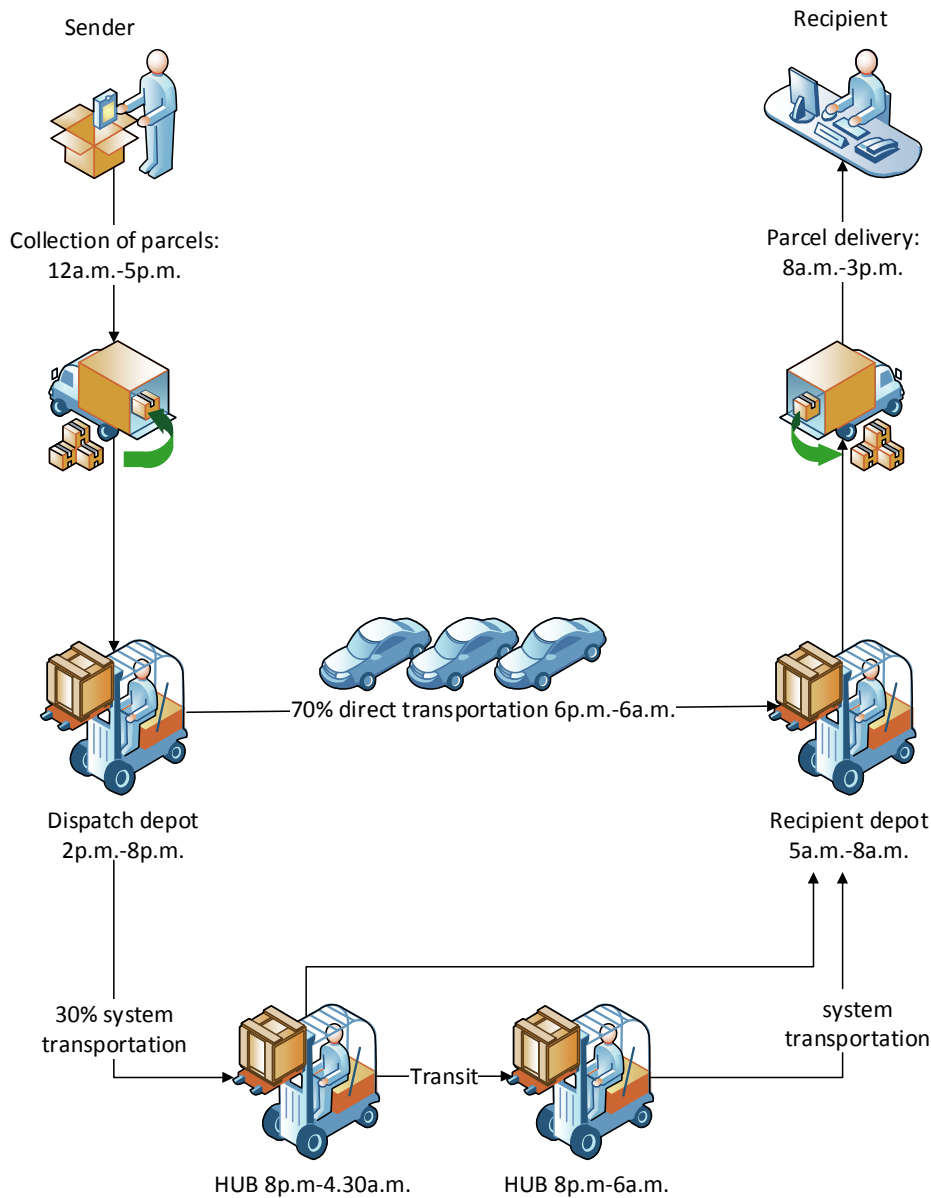 Sender
Recipient
Collection of parcels:
12a.m.-5p.m.
Parcel delivery:
8a.m.-3p.m.
70% direct transportation 6p.m.-6a.m.
Dispatch depot
2p.m.-8p.m.
Recipient depot
5a.m.-8a.m.
30% system
transportation
system
transportation
Transit
HUB 8p.m-4.30a.m.
HUB 8p.m-6a.m.